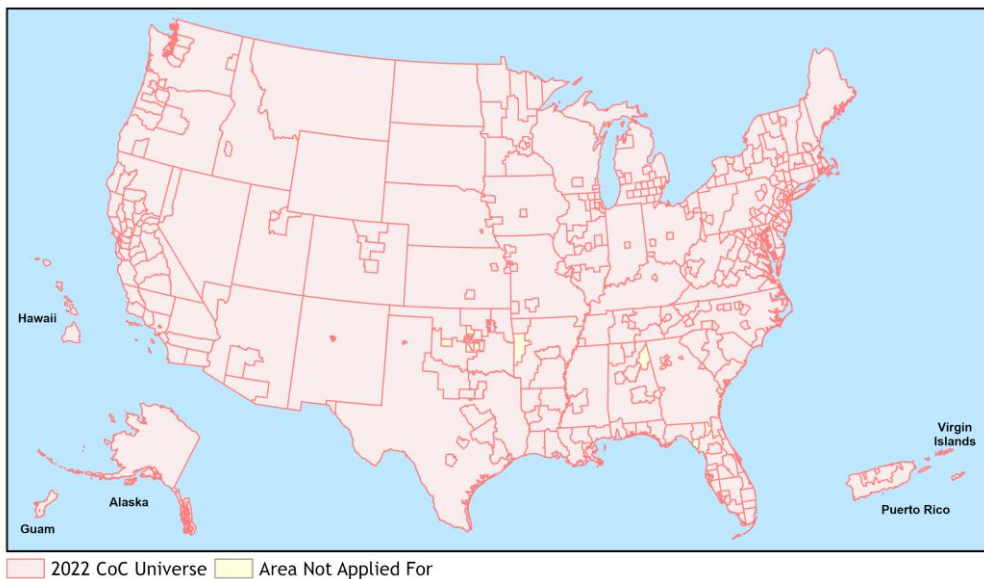 Hawaii
Guam
Alaska
Virgin
Islands
Puerto Rico
2022 CoC Universe
Area Not Applied For